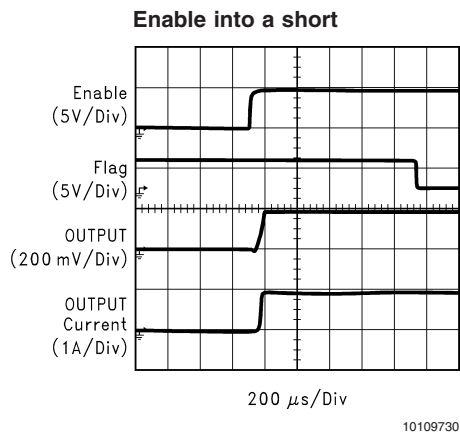 Enable into a short
Enable
(5V/Div)
Flag
(5V/Div)
OUTPUT
(200 mV/Div)
OUTPUT
Current
(1A/Div)
200 μs/Div
10109730